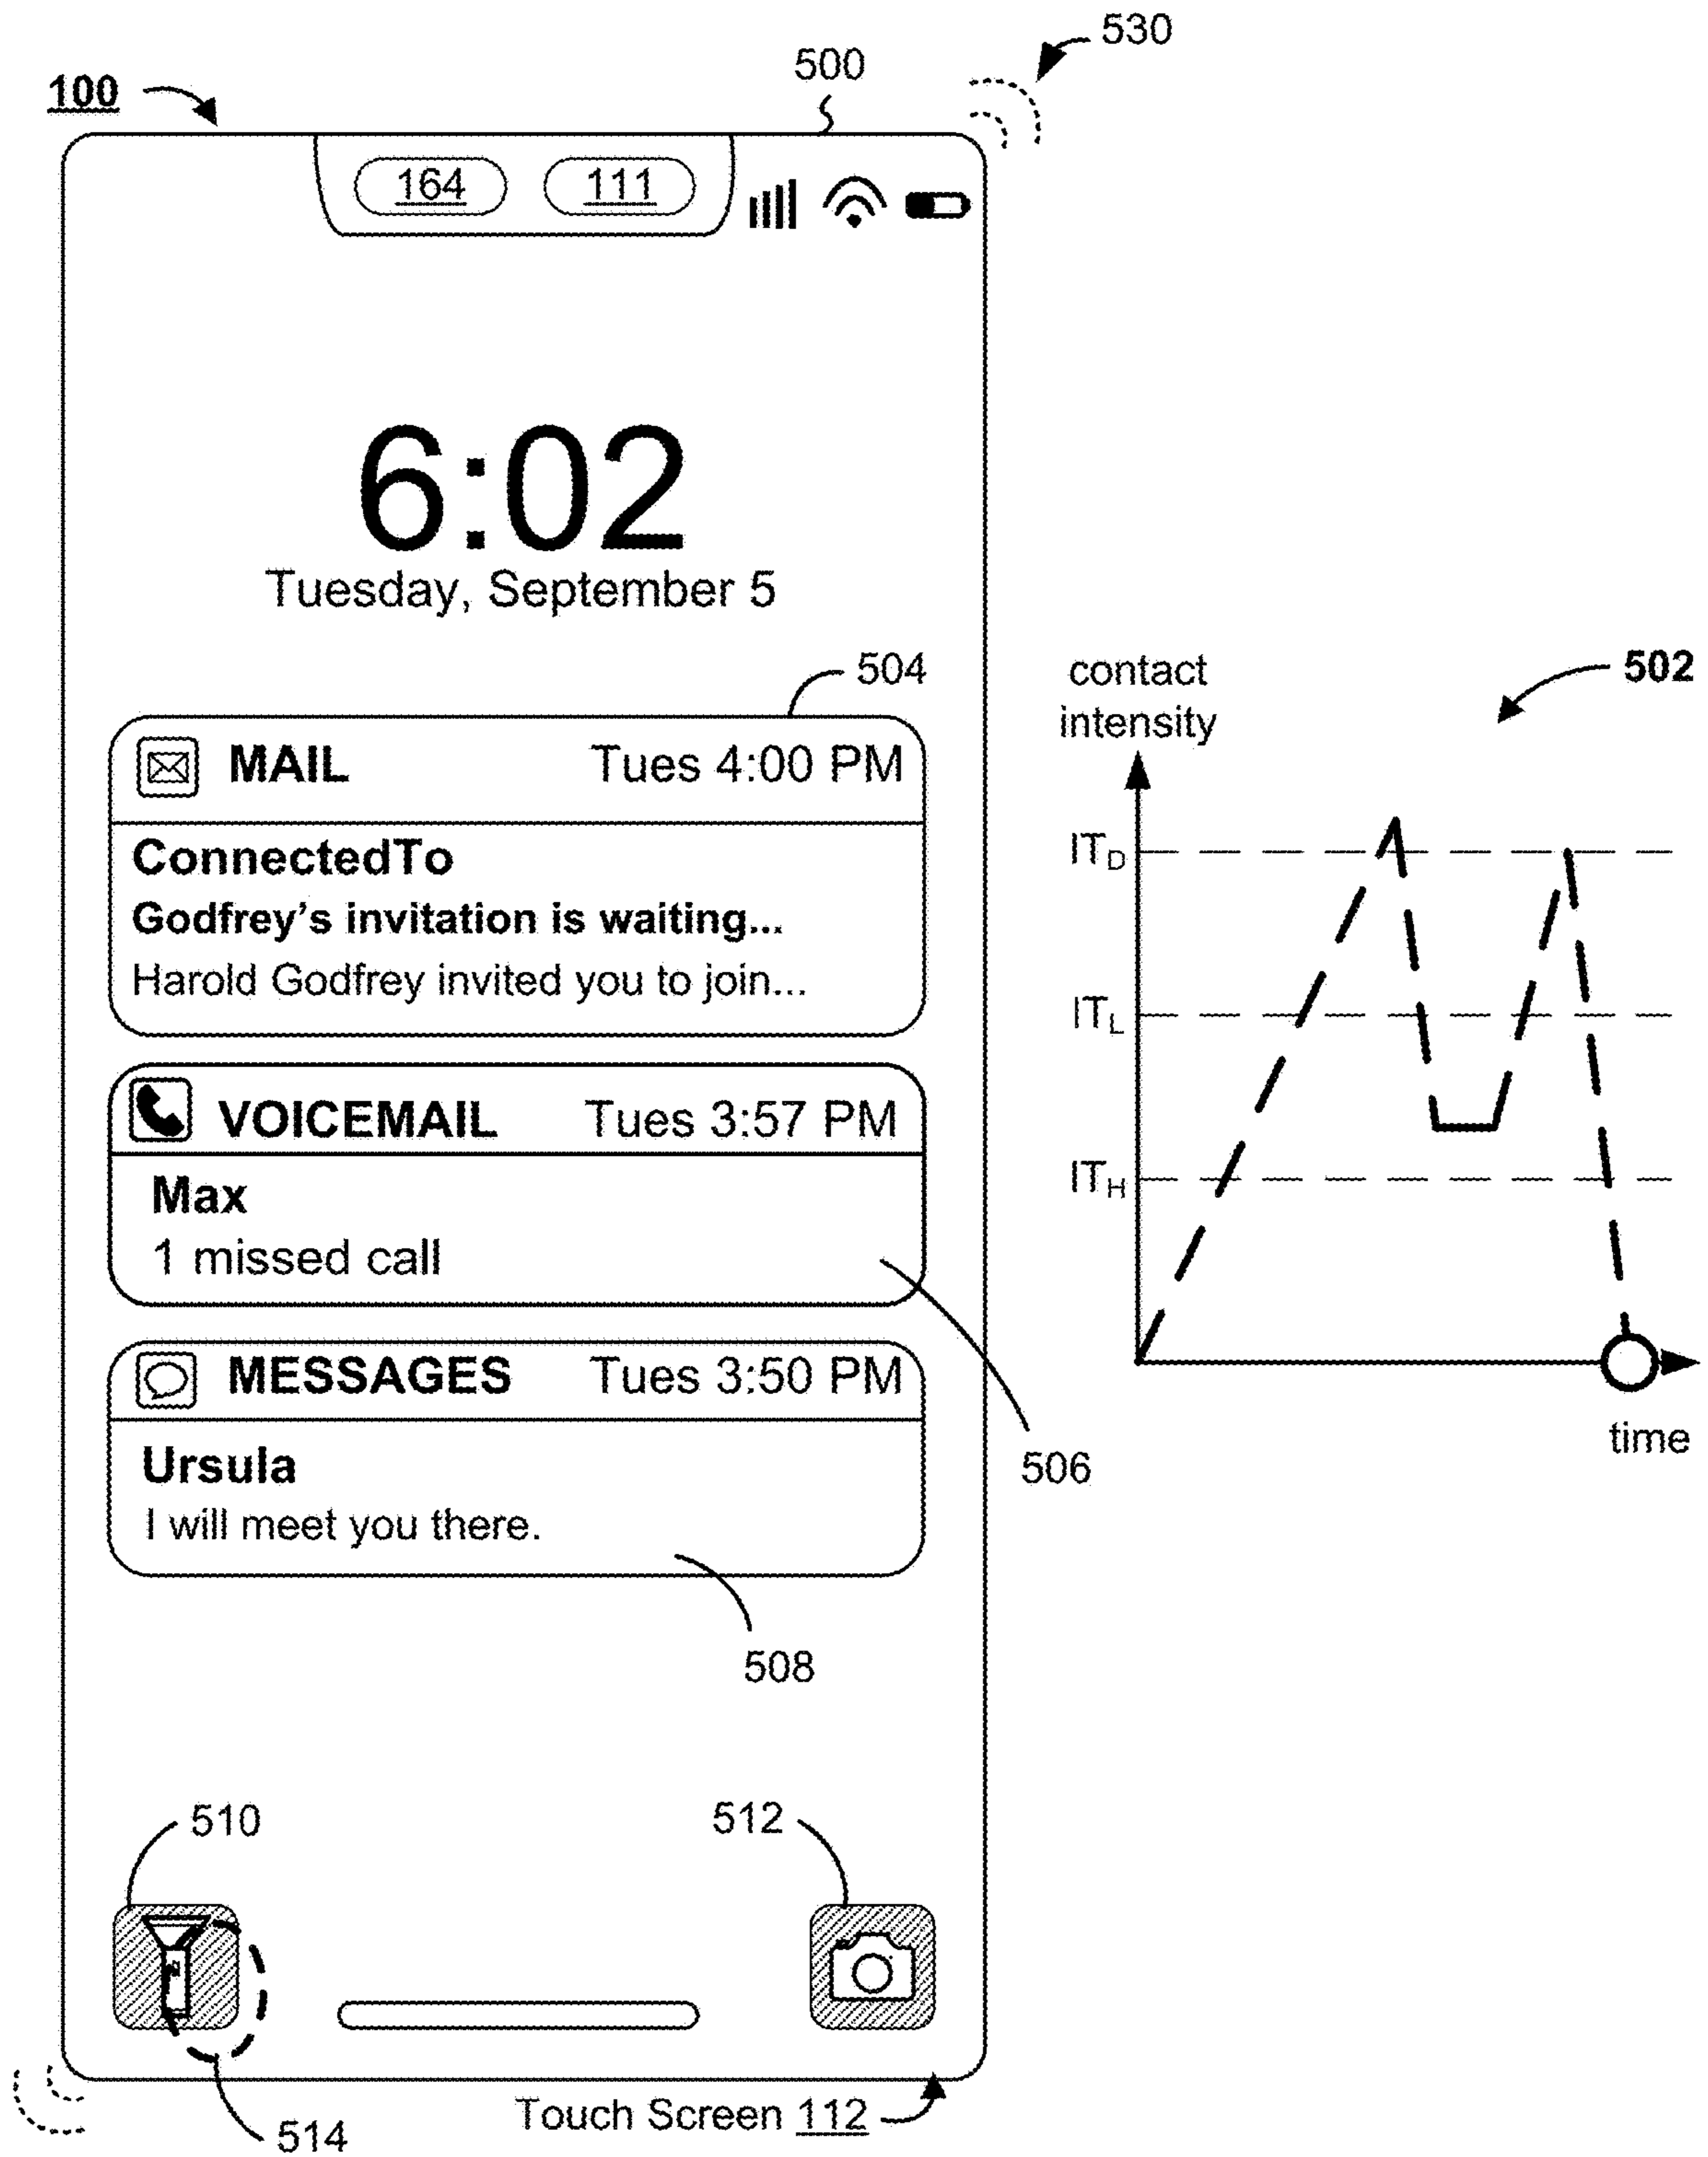 530
500
100
164
111
6:02
Tuesday, September 5
504
MAIL Tues 4:00 PM
ConnectedTo
Godfrey’s invitation is waiting...
Harold Godfrey invited you to join...
VOICEMAIL Tues 3:57 PM
Max
1 missed call
MESSAGES Tues 3:50 PM
Ursula
I will meet you there.
506
508
510
512
514
Touch Screen 112
502
contact
intensity
IT_D
IT_L
IT_H
time